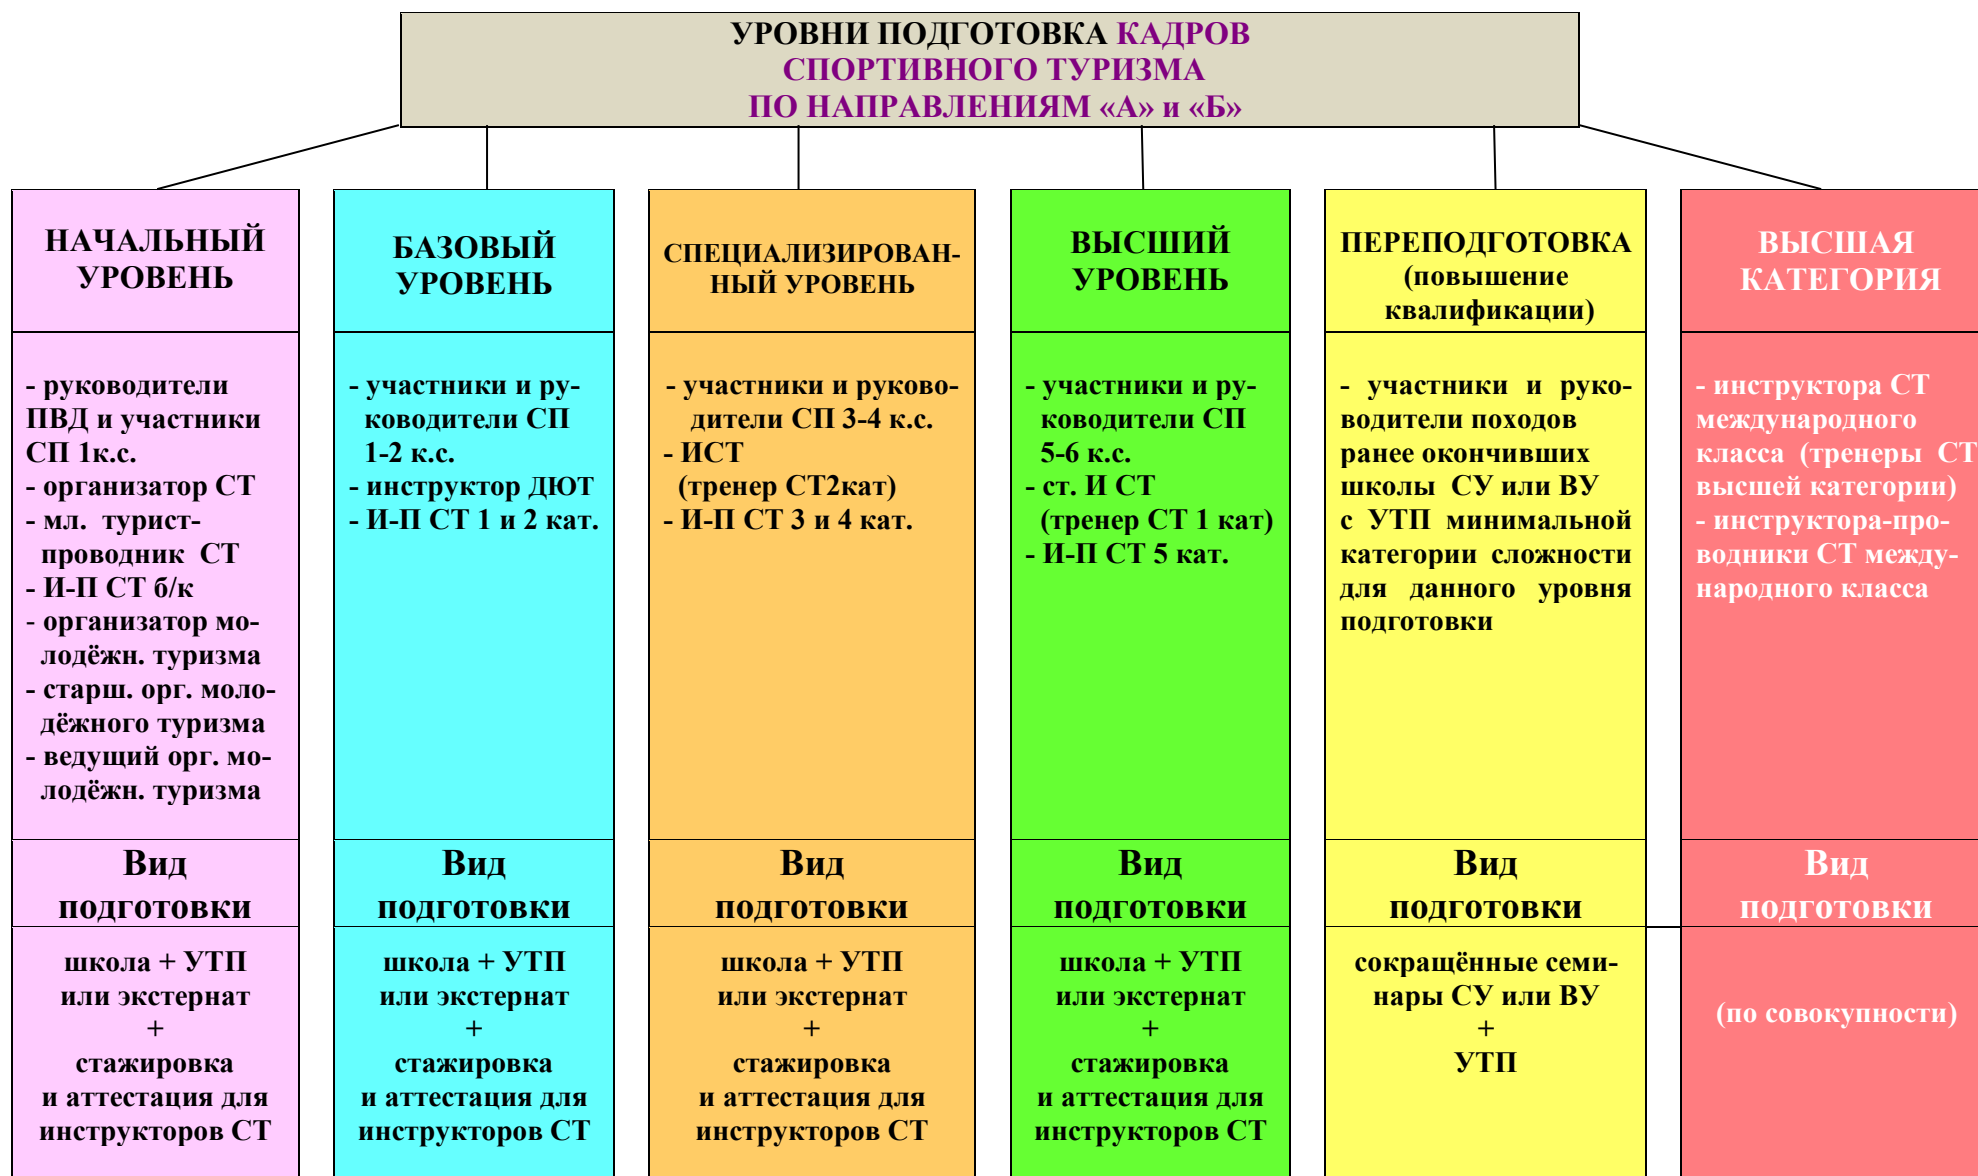 УРОВНИ ПОДГОТОВКА КАДРОВ
СПОРТИВНОГО ТУРИЗМА
ПО НАПРАВЛЕНИЯМ «А» и «Б»
НАЧАЛЬНЫЙ
УРОВЕНЬ
- руководители
ПВД и участники
СП 1к.с.
- организатор СТ
- мл. турист-
проводник СТ
- И-П СТ б/к
- организатор мо-
лодёжн. туризма
- старш. орг. моло-
дёжного туризма
- ведущий орг. мо-
лодёжн. туризма
Вид
подготовки
школа + УТП
или экстернат
+
стажировка
и аттестация для
инструкторов СТ
БАЗОВЫЙ
УРОВЕНЬ
- участники и ру-
ководители СП
1-2 к.с.
- инструктор ДЮТ
- И-П СТ 1 и 2 кат.
Вид
подготовки
школа + УТП
или экстернат
+
стажировка
и аттестация для
инструкторов СТ
СПЕЦИАЛИЗИРОВАН-
НЫЙ УРОВЕНЬ
- участники и руково-
дители СП 3-4 к.с.
- ИСТ
(тренер СТ2кат)
- И-П СТ 3 и 4 кат.
Вид
подготовки
школа + УТП
или экстернат
+
стажировка
и аттестация для
инструкторов СТ
ВЫСШИЙ
УРОВЕНЬ
- участники и ру-
ководители СП
5-6 к.с.
- ст. И СТ
(тренер СТ 1 кат)
- И-П СТ 5 кат.
Вид
подготовки
школа + УТП
или экстернат
+
стажировка
и аттестация для
инструкторов СТ
ПЕРЕПОДГОТОВКА
(повышение
квалификации)
- участники и руко-
водители походов
ранее окончивших
школы СУ или ВУ
с УТП минимальной
категории сложности
для данного уровня
подготовки
Вид
подготовки
сокращённые семи-
нары СУ или ВУ
+
УТП
ВЫСШАЯ
КАТЕГОРИЯ
- инструктора СТ
международного
класса (тренеры СТ
высшей категории)
- инструктора-про-
водники СТ между-
народного класса
Вид
подготовки
(по совокупности)